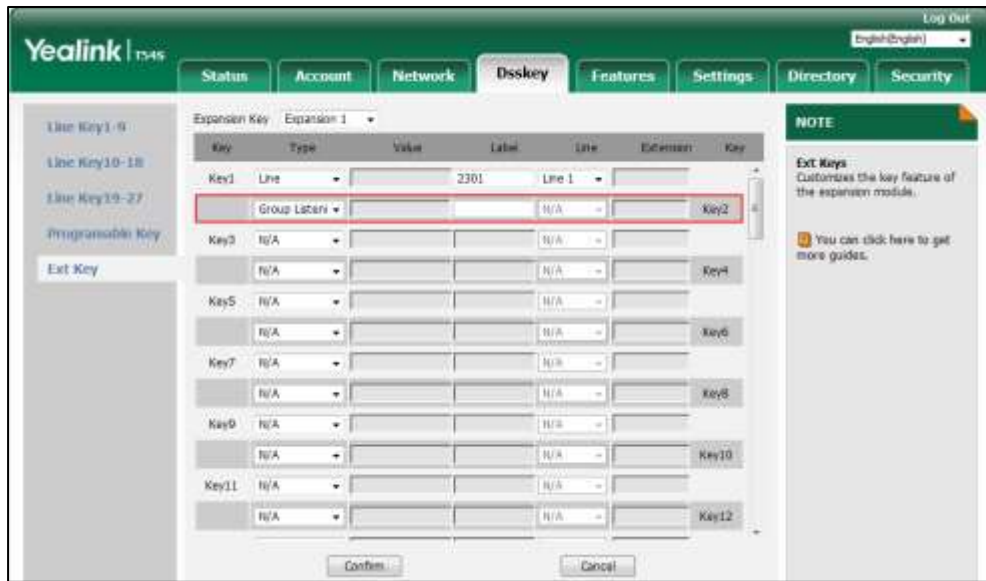 Log Out
Yealink T54S
English(English)
Status Account Network Dsskey Features Settings Directory Security
Line Key1-9
Line Key10-18
Line Key19-27
Programable Key
Ext Key
Expansion Key Expansion 1
Key Type Value Label Line Extension Key
Key1 Line 2301 Line 1
Group Listeni N/A Key2
Key3 N/A N/A
N/A N/A Key4
Key5 N/A N/A
N/A N/A Key6
Key7 N/A N/A
N/A N/A Key8
Key9 N/A N/A
N/A N/A Key10
Key11 N/A N/A
N/A N/A Key12
Confirm Cancel
NOTE
Ext Keys
Customizes the key feature of
the expansion module.
You can click here to get
more guides.